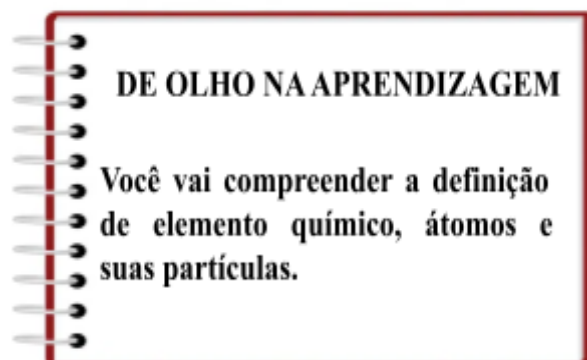 DE OLHO NA APRENDIZAGEM
Você vai compreender a definição
de elemento químico, átomos e
suas partículas.